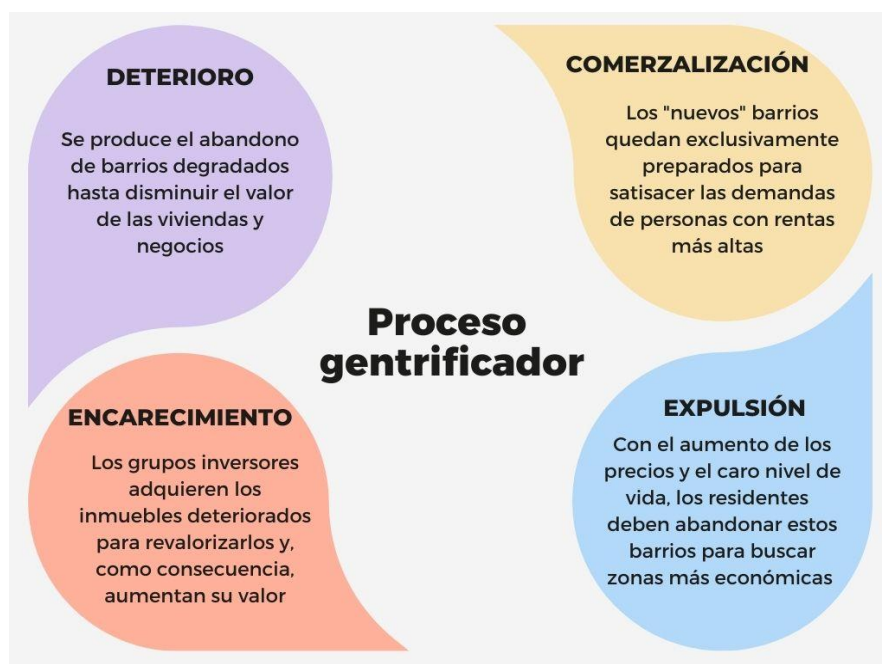 DETERIORO
Se produce el abandono
de barrios degradados
hasta disminuir el valor
de las viviendas y
negocios
COMERZALIZACIÓN
Los "nuevos" barrios
quedan exclusivamente
preparados para
satisacer las demandas
de personas con rentas
más altas
Proceso
gentrificador
ENCARECIMIENTO
Los grupos inversores
adquieren los
inmuebles deteriorados
para revalorizarlos y,
como consecuencia,
aumentan su valor
EXPULSIÓN
Con el aumento de los
precios y el caro nivel de
vida, los residentes
deben abandonar estos
barrios para buscar
zonas más económicas